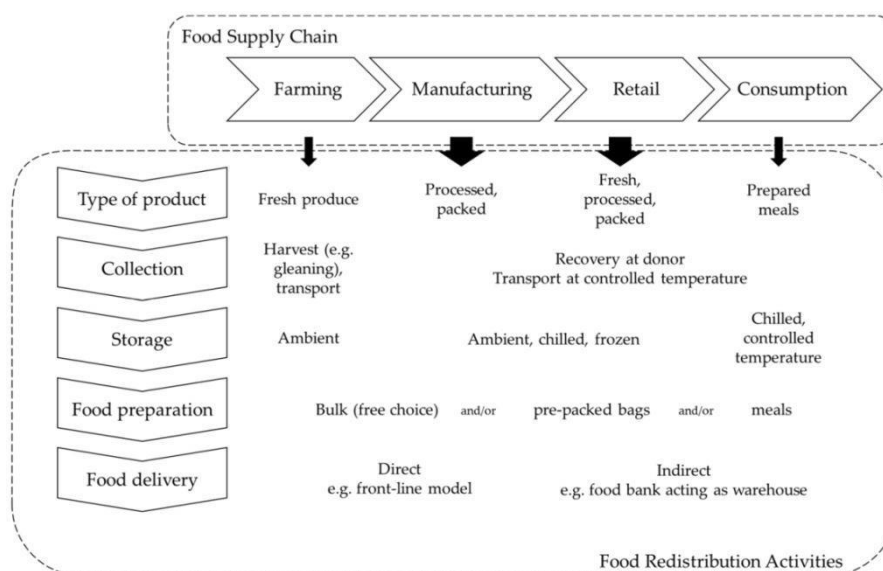 Food Supply Chain
Farming
Manufacturing
Retail
Consumption
Type of product
Fresh produce
Processed,
packed
Fresh,
processed,
packed
Prepared
meals
Collection
Harvest (e.g.
gleaning),
transport
Recovery at donor
Transport at controlled temperature
Storage
Ambient
Ambient, chilled, frozen
Chilled,
controlled
temperature
Food preparation
Bulk (free choice) and/or pre-packed bags and/or meals
Food delivery
Direct
e.g. front-line model
Indirect
e.g. food bank acting as warehouse
Food Redistribution Activities